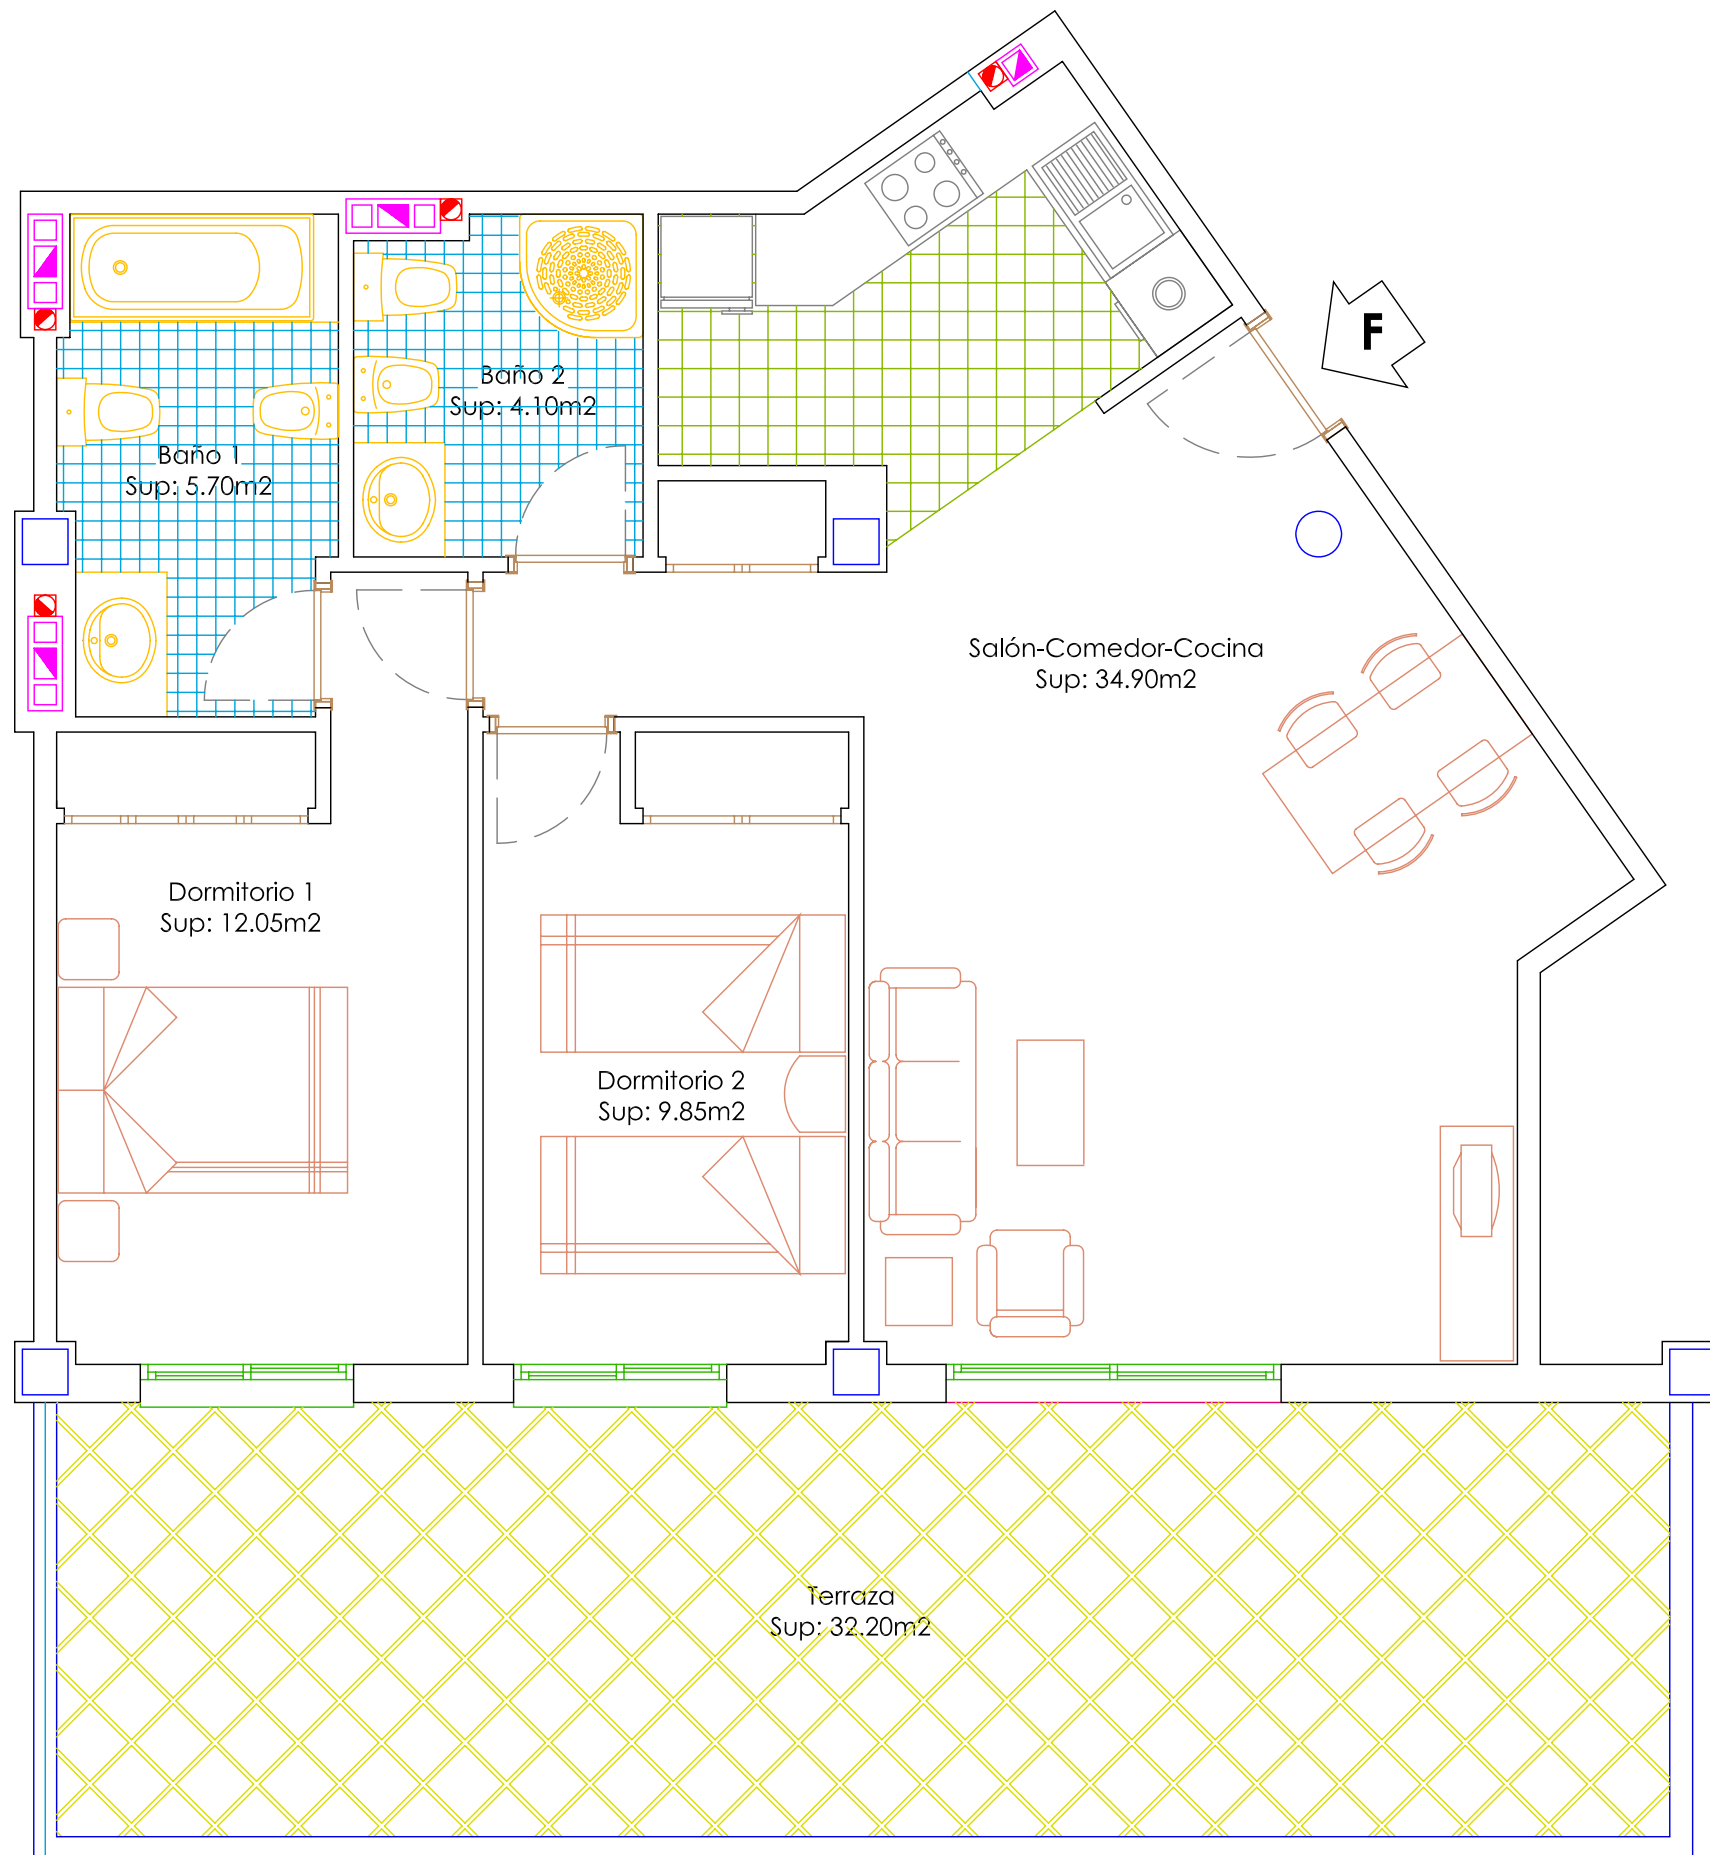 F
Baño 2
Sup: 4.10m2
Baño 1
Sup: 5.70m2
Salón-Comedor-Cocina
Sup: 34.90m2
Dormitorio 1
Sup: 12.05m2
Dormitorio 2
Sup: 9.85m2
Terraza
Sup: 32.20m2